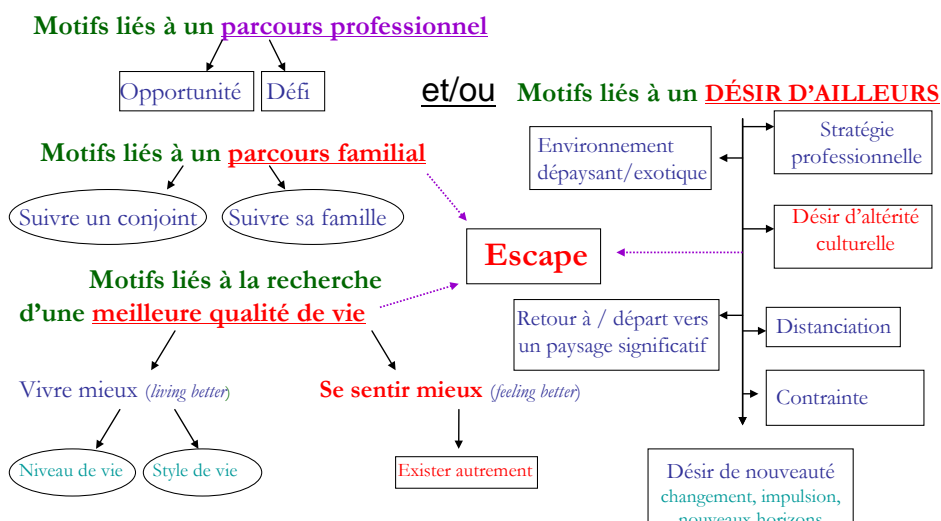 Motifs liés à un parcours professionnel
Opportunité
Défi
et/ou
Motifs liés à un DÉSIR D'AILLEURS
Environnement
dépaysant/exotique
Stratégie
professionnelle
Motifs liés à un parcours familial
Suivre un conjoint
Suivre sa famille
Désir d'altérité
culturelle
Escape
Motifs liés à la recherche
d'une meilleure qualité de vie
Retour à / départ vers
un paysage significatif
Distanciation
Vivre mieux (living better)
Se sentir mieux (feeling better)
Contrainte
Niveau de vie
Style de vie
Exister autrement
Désir de nouveauté
changement, impulsion,
nouveaux horizons